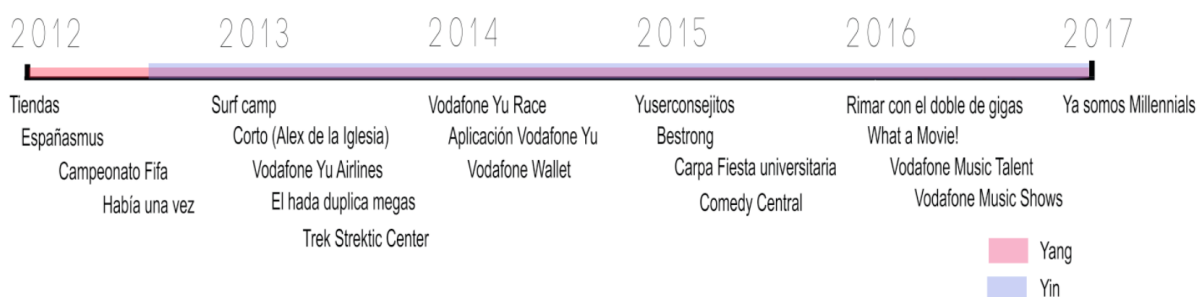 2012 2013 2014 2015 2016 2017
Tiendas
Españasmus
Campeonato Fifa
Había una vez
Surf camp
Corto (Alex de la Iglesia)
Vodafone Yu Airlines
El hada duplica megas
Trek Strektic Center
Vodafone Yu Race
Aplicación Vodafone Yu
Vodafone Wallet
Yuserconsejitos
Bestrong
Carpa Fiesta universitaria
Comedy Central
Rimar con el doble de gigas
What a Movie!
Vodafone Music Talent
Vodafone Music Shows
Ya somos Millennials
Yang
Yin